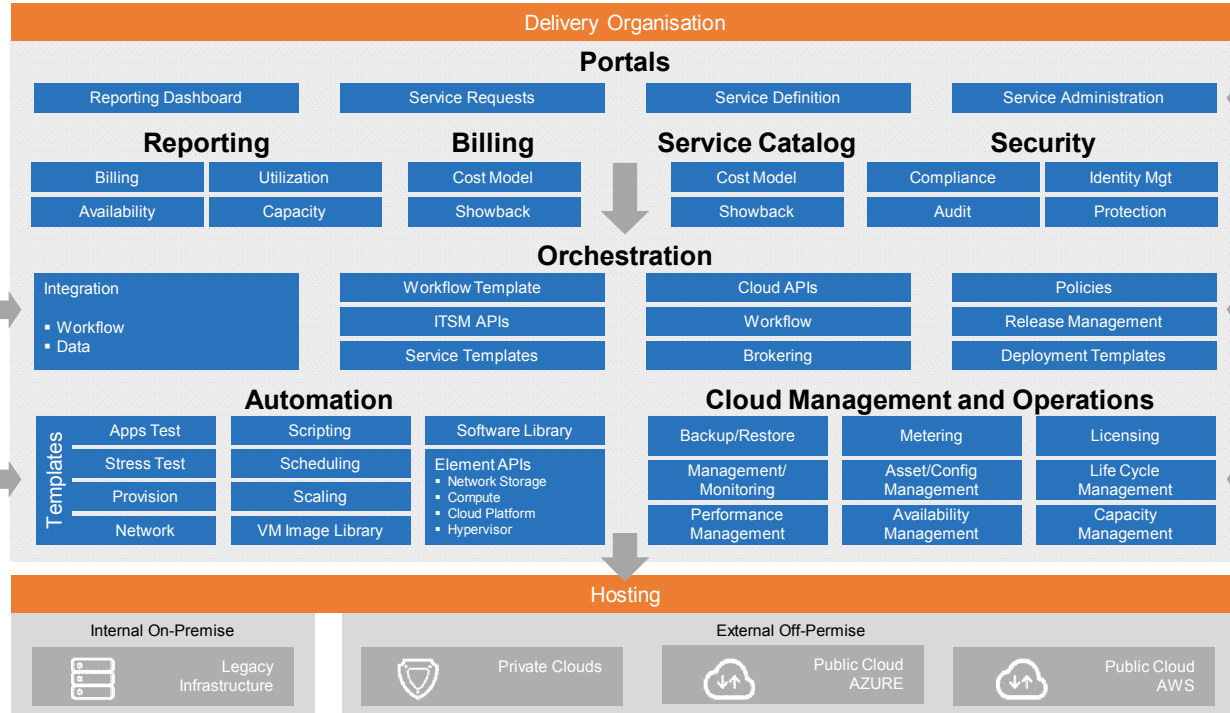 Delivery Organisation
Portals
Reporting Dashboard
Service Requests
Service Definition
Service Administration
Reporting
Billing
Service Catalog
Security
Billing
Utilization
Cost Model
Cost Model
Compliance
Identity Mgt
Availability
Capacity
Showback
Showback
Audit
Protection
Orchestration
Integration
▪ Workflow
▪ Data
Workflow Template
Cloud APIs
Policies
ITSM APIs
Workflow
Release Management
Service Templates
Brokering
Deployment Templates
Automation
Templates
Apps Test
Scripting
Software Library
Stress Test
Scheduling
Provision
Scaling
Network
VM Image Library
Element APIs
▪ Network Storage
▪ Compute
▪ Cloud Platform
▪ Hypervisor
Cloud Management and Operations
Backup/Restore
Metering
Licensing
Management/
Monitoring
Asset/Config
Management
Life Cycle
Management
Performance
Management
Availability
Management
Capacity
Management
Hosting
Internal On-Premise
Legacy
Infrastructure
External Off-Permise
Private Clouds
Public Cloud
AZURE
Public Cloud
AWS